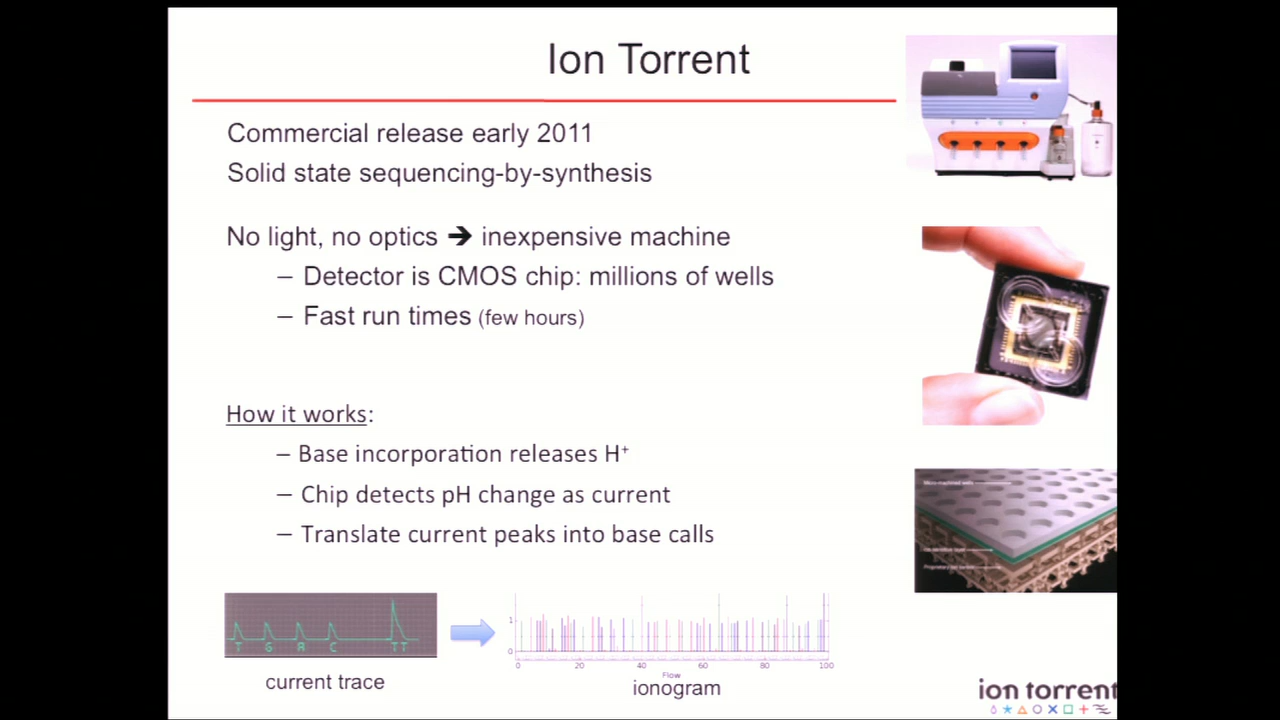 Ion Torrent
Commercial release early 2011
Solid state sequencing-by-synthesis
No light, no optics ➔ inexpensive machine
– Detector is CMOS chip: millions of wells
– Fast run times (few hours)
How it works:
– Base incorporation releases H⁺
– Chip detects pH change as current
– Translate current peaks into base calls
Micro-machined wells
T G A C TT
1
0
0 20 40 60 80 100
Flow
current trace
ionogram
ion torrent